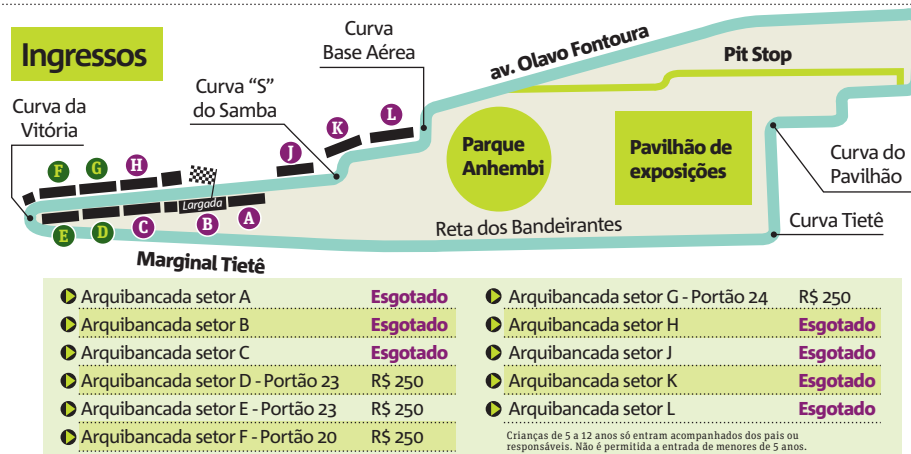 Ingressos
Curva
Base Aérea
av. Olavo Fontoura
Pit Stop
Curva “S”
do Samba
Curva da
Vitória
L
K
J
H
G
F
Parque
Anhembi
Pavilhão de
exposições
Curva do
Pavilhão
Largada
E
D
C
B
A
Reta dos Bandeirantes
Curva Tietê
Marginal Tietê
Arquibancada setor A Esgotado
Arquibancada setor B Esgotado
Arquibancada setor C Esgotado
Arquibancada setor D - Portão 23 R$ 250
Arquibancada setor E - Portão 23 R$ 250
Arquibancada setor F - Portão 20 R$ 250
Arquibancada setor G - Portão 24 R$ 250
Arquibancada setor H Esgotado
Arquibancada setor J Esgotado
Arquibancada setor K Esgotado
Arquibancada setor L Esgotado
Crianças de 5 a 12 anos só entram acompanhados dos pais ou
responsáveis. Não é permitida a entrada de menores de 5 anos.